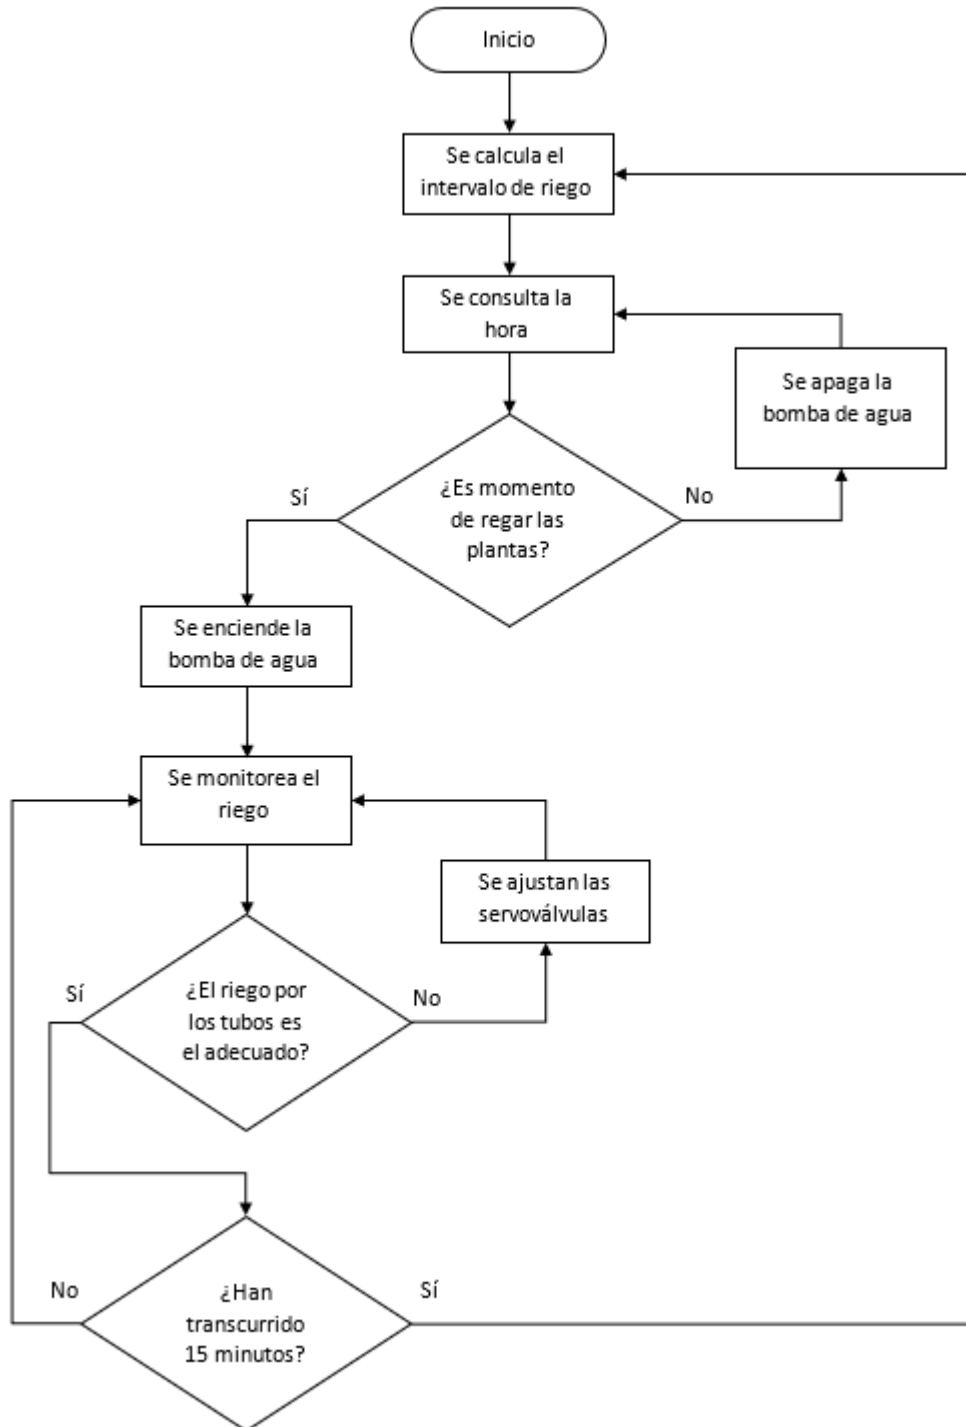 Inicio
Se calcula el
intervalo de riego
Se consulta la
hora
Se apaga la
bomba de agua
¿Es momento
de regar las
plantas?
Sí
No
Se enciende la
bomba de agua
Se monitorea el
riego
Se ajustan las
servoválvulas
¿El riego por
los tubos es
el adecuado?
Sí
No
¿Han
transcurrido
15 minutos?
No
Sí